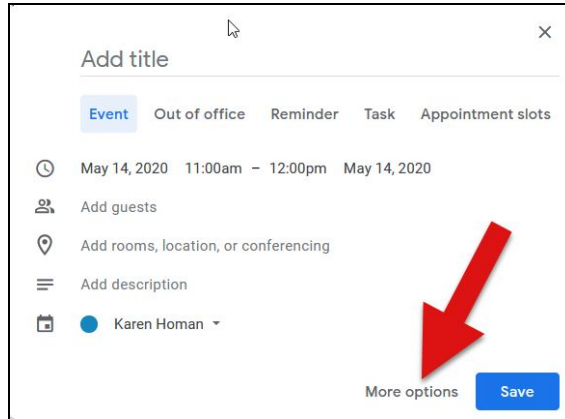 Add title
Event Out of office Reminder Task Appointment slots
May 14, 2020 11:00am – 12:00pm May 14, 2020
Add guests
Add rooms, location, or conferencing
Add description
Karen Homan
More options Save